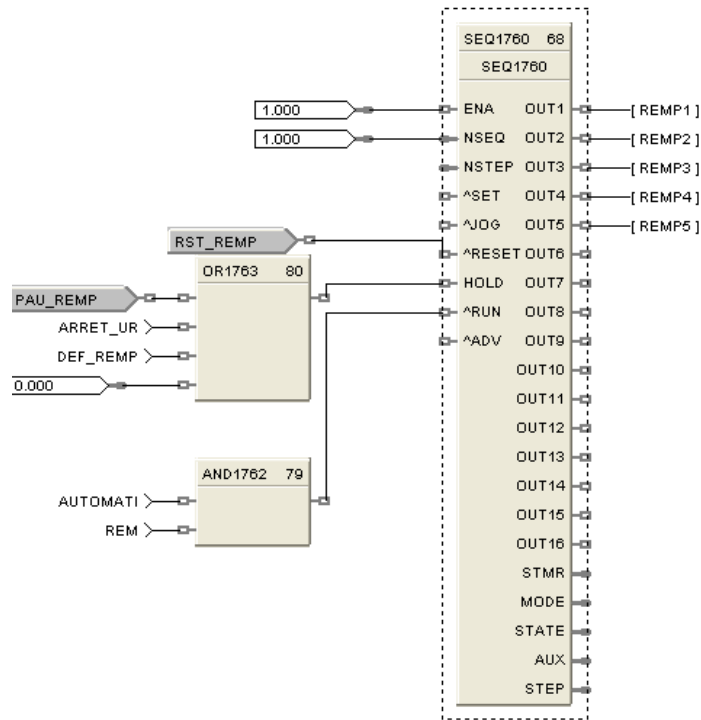 SEQ1760 68
SEQ1760
1.000 ENA OUT1 [ REMP1 ]
1.000 NSEQ OUT2 [ REMP2 ]
NSTEP OUT3 [ REMP3 ]
^SET OUT4 [ REMP4 ]
^JOG OUT5 [ REMP5 ]
RST_REMP ^RESET OUT6
OR1763 80
HOLD OUT7
PAU_REMP ^RUN OUT8
ARRET_UR
^ADV OUT9
DEF_REMP
OUT10
0.000
OUT11
OUT12
OUT13
AND1762 79
OUT14
AUTOMATI
OUT15
REM
OUT16
STMR
MODE
STATE
AUX
STEP